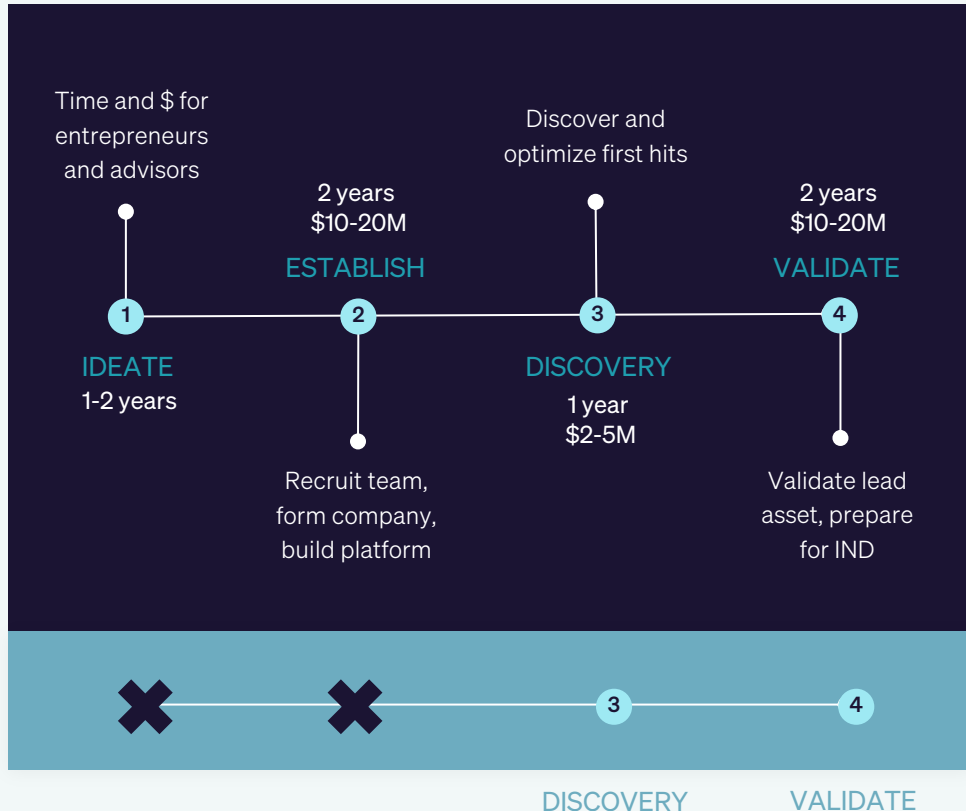 Time and $ for
entrepreneurs
and advisors
1
IDEATE
1-2 years
2 years
$10-20M
ESTABLISH
2
Recruit team,
form company,
build platform
Discover and
optimize first hits
3
DISCOVERY
1 year
$2-5M
2 years
$10-20M
VALIDATE
4
Validate lead
asset, prepare
for IND
3
4
DISCOVERY
VALIDATE